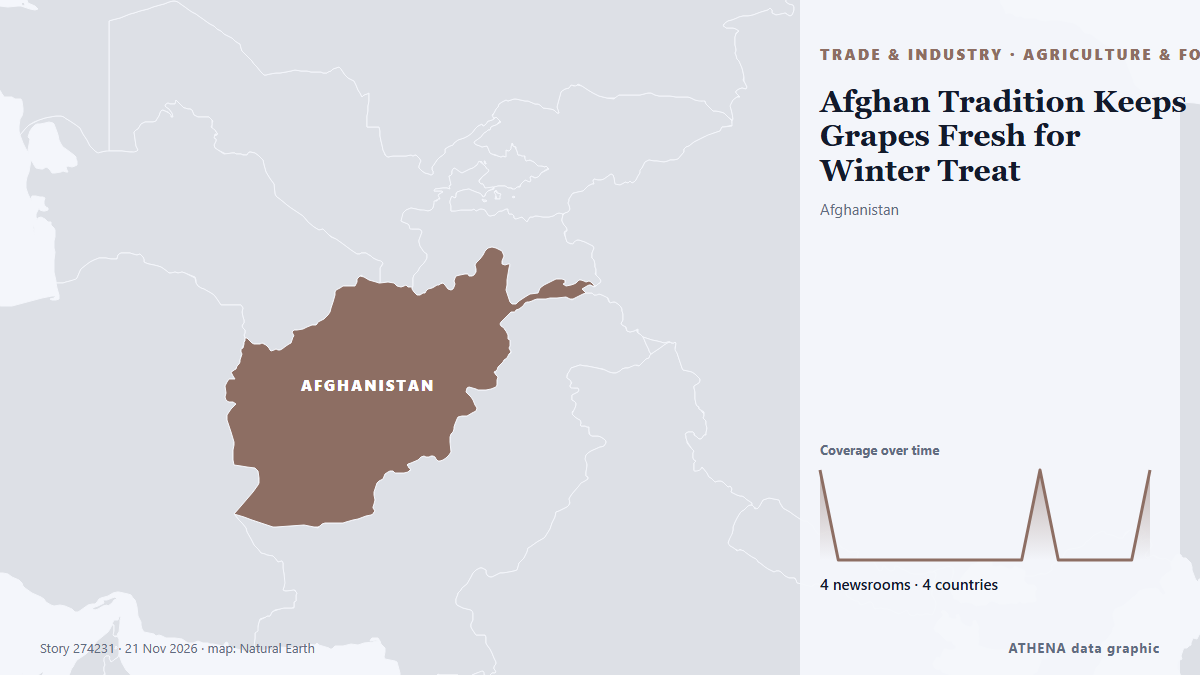 TRADE & INDUSTRY · AGRICULTURE & FO
Afghan Tradition Keeps
Grapes Fresh for
Winter Treat
Afghanistan
AFGHANISTAN
Coverage over time
4 newsrooms · 4 countries
Story 274231 · 21 Nov 2026 · map: Natural Earth
ATHENA data graphic